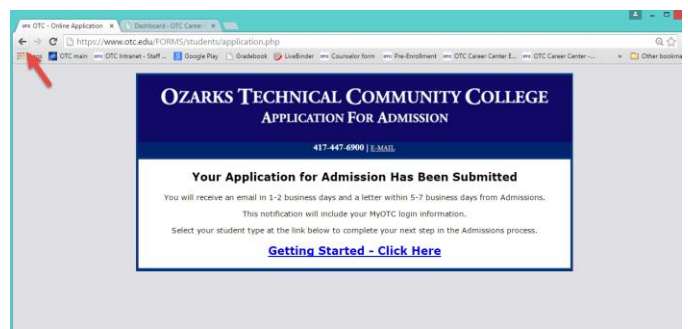 OTC - Online Application
Dashboard - OTC Career
https://www.otc.edu/FORMS/students/application.php
OTC main
OTC Intranet - Staff ...
Google Play
Gradebook
LiveBinder
Counselor form
Pre-Enrollment
OTC Career Center E...
OTC Career Center -...
»
Other bookma
OZARKS TECHNICAL COMMUNITY COLLEGE
APPLICATION FOR ADMISSION
417-447-6900 | E-MAIL
Your Application for Admission Has Been Submitted
You will receive an email in 1-2 business days and a letter within 5-7 business days from Admissions.
This notification will include your MyOTC login information.
Select your student type at the link below to complete your next step in the Admissions process.
Getting Started - Click Here